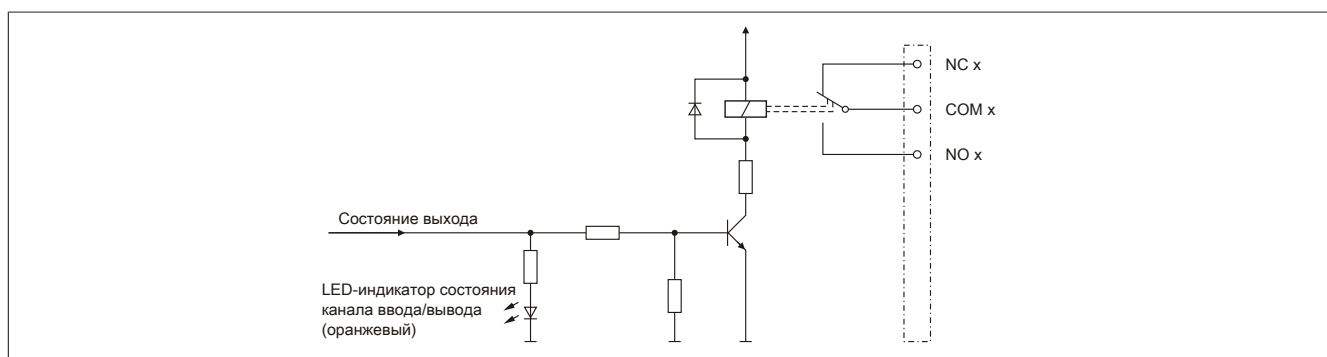 NC x
COM x
NO x
Состояние выхода
LED-индикатор состояния
канала ввода/вывода
(оранжевый)